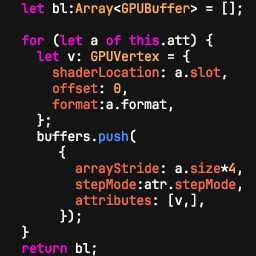 let bl:Array<GPUBuffer> = [];
for (let a of this.att) {
let v: GPUVertex = {
shaderLocation: a.slot,
offset: 0,
format:a.format,
};
buffers.push(
{
arrayStride: a.size*4,
stepMode:atr.stepMode,
attributes: [v,],
});
}
return bl;